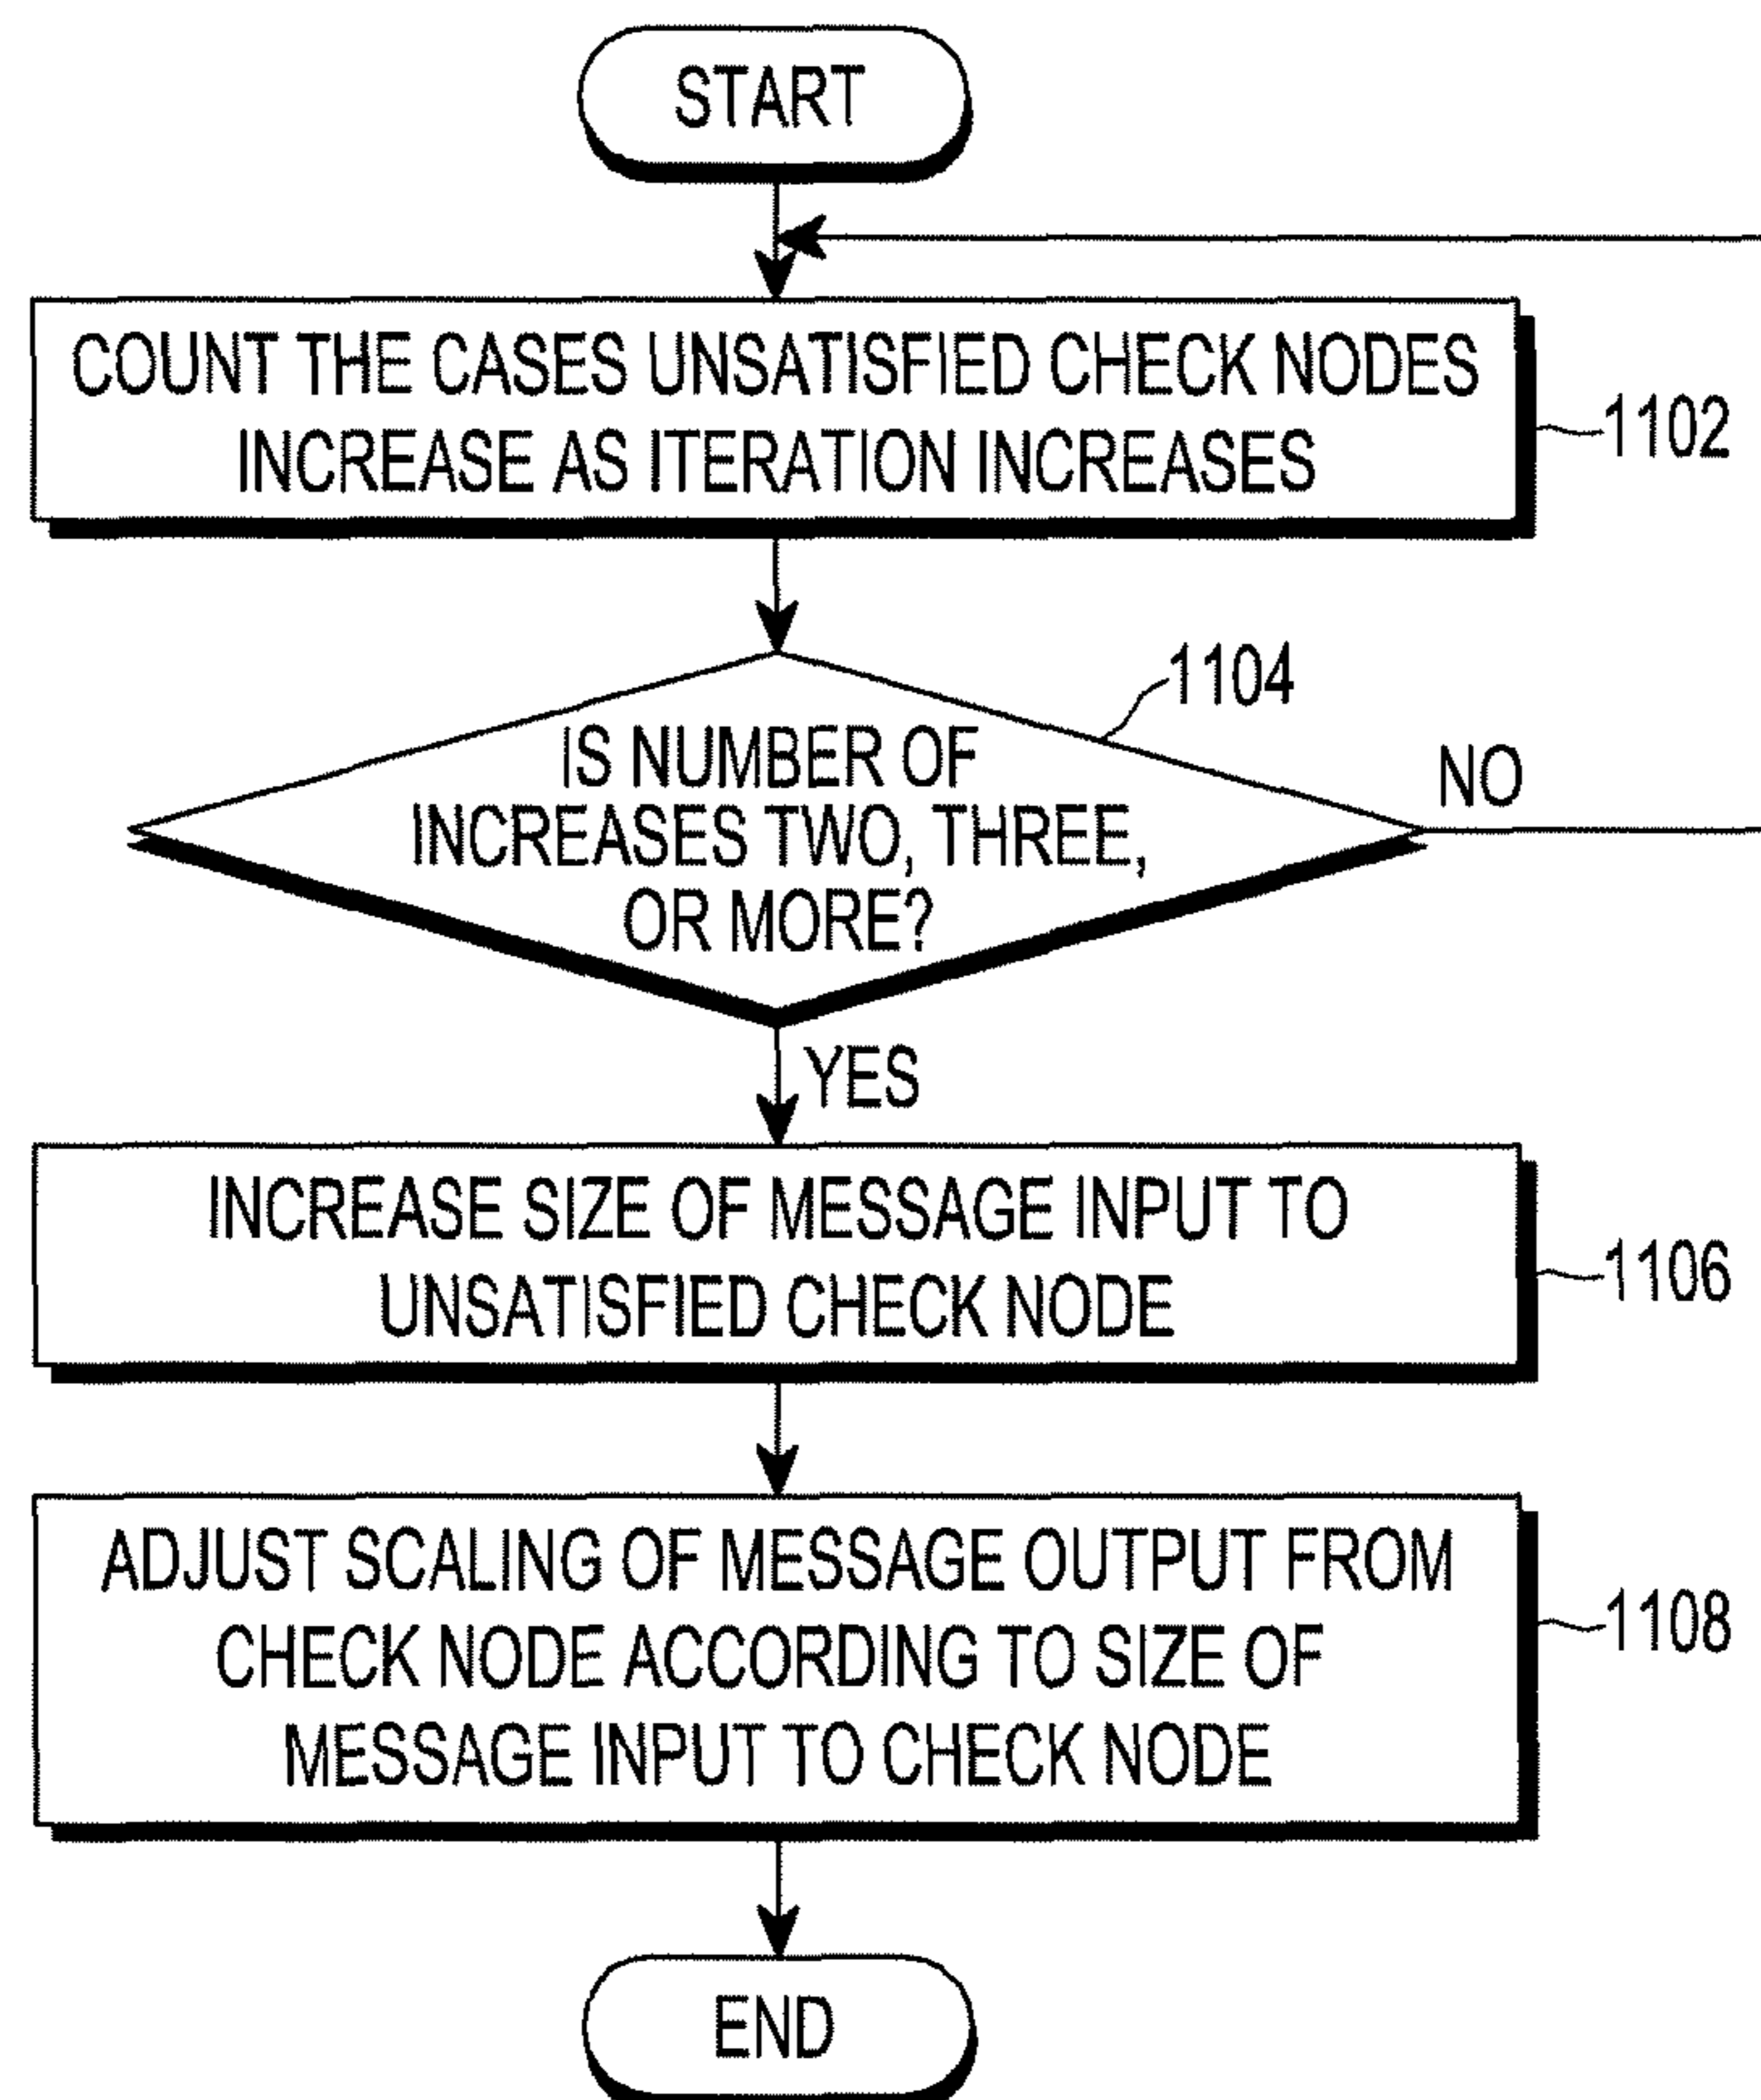 START
COUNT THE CASES UNSATISFIED CHECK NODES
INCREASE AS ITERATION INCREASES
1102
1104
IS NUMBER OF
INCREASES TWO, THREE,
OR MORE?
NO
YES
INCREASE SIZE OF MESSAGE INPUT TO
UNSATISFIED CHECK NODE
1106
ADJUST SCALING OF MESSAGE OUTPUT FROM
CHECK NODE ACCORDING TO SIZE OF
MESSAGE INPUT TO CHECK NODE
1108
END